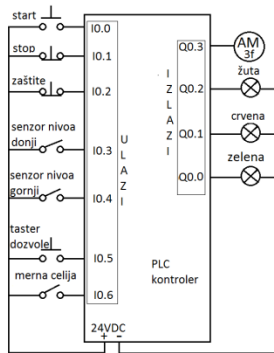 start
I0.0
stop
I0.1
zaštite
I0.2
senzor nivoa
donji
I0.3
senzor nivoa
gornji
I0.4
taster
dozvole
I0.5
merna celija
I0.6
ULAZI
IZLAZI
Q0.3
AM
3f
žuta
Q0.2
crvena
Q0.1
zelena
Q0.0
PLC
kontroler
24VDC
+ -